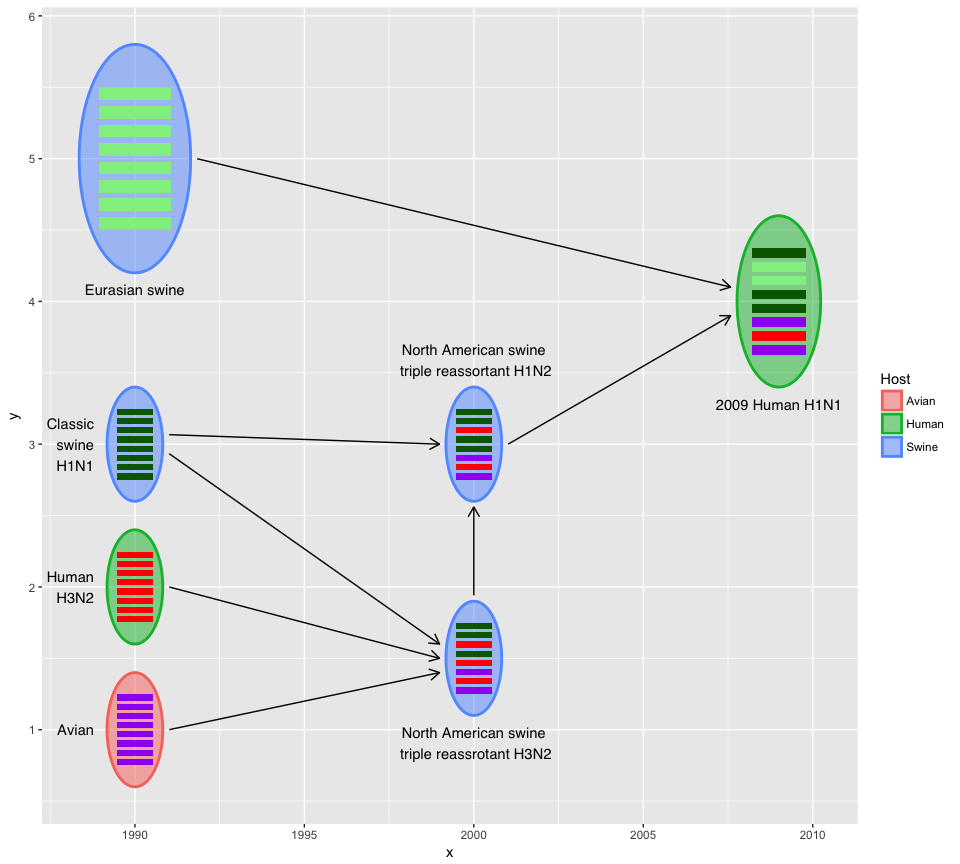 6
5
4
3
2
1
y
Eurasian swine
North American swine
triple reassortant H1N2
2009 Human H1N1
Classic
swine
H1N1
Human
H3N2
Avian
North American swine
triple reassrotant H3N2
1990
1995
2000
2005
2010
x
Host
Avian
Human
Swine